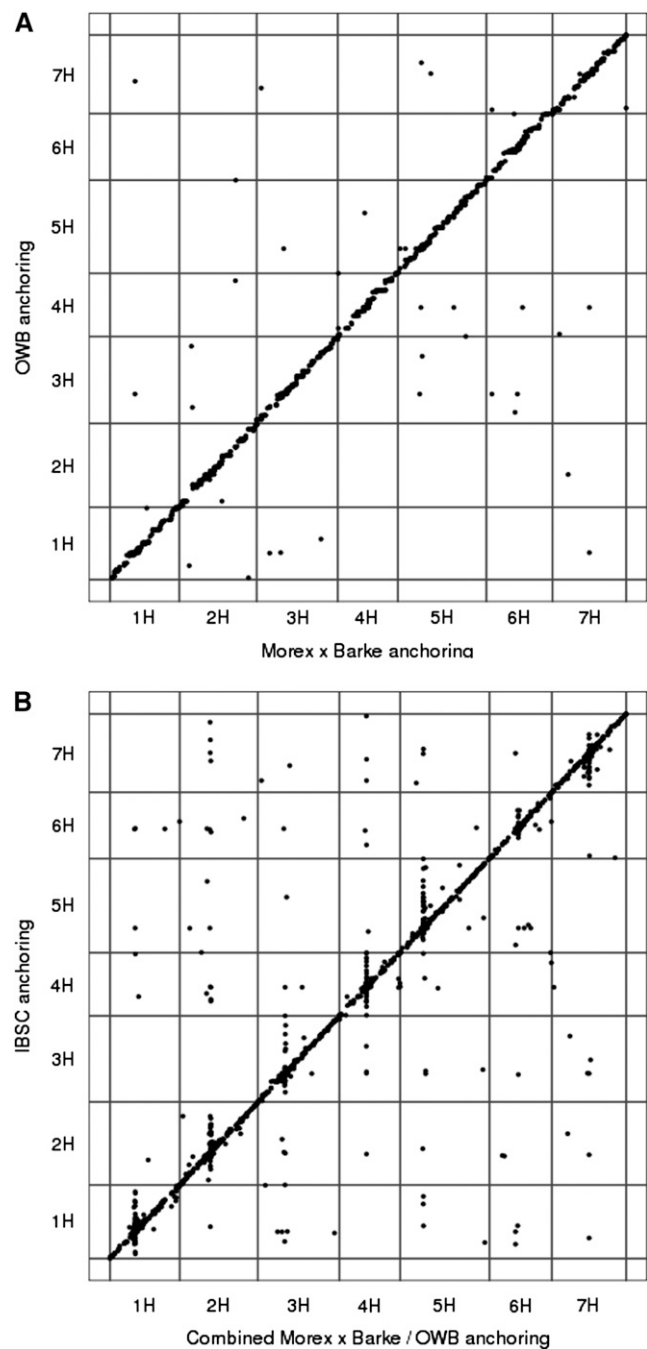 A
7H
6H
5H
4H
3H
2H
1H
OWB anchoring
1H 2H 3H 4H 5H 6H 7H
Morex x Barke anchoring
B
7H
6H
5H
4H
3H
2H
1H
IBSC anchoring
1H 2H 3H 4H 5H 6H 7H
Combined Morex x Barke / OWB anchoring